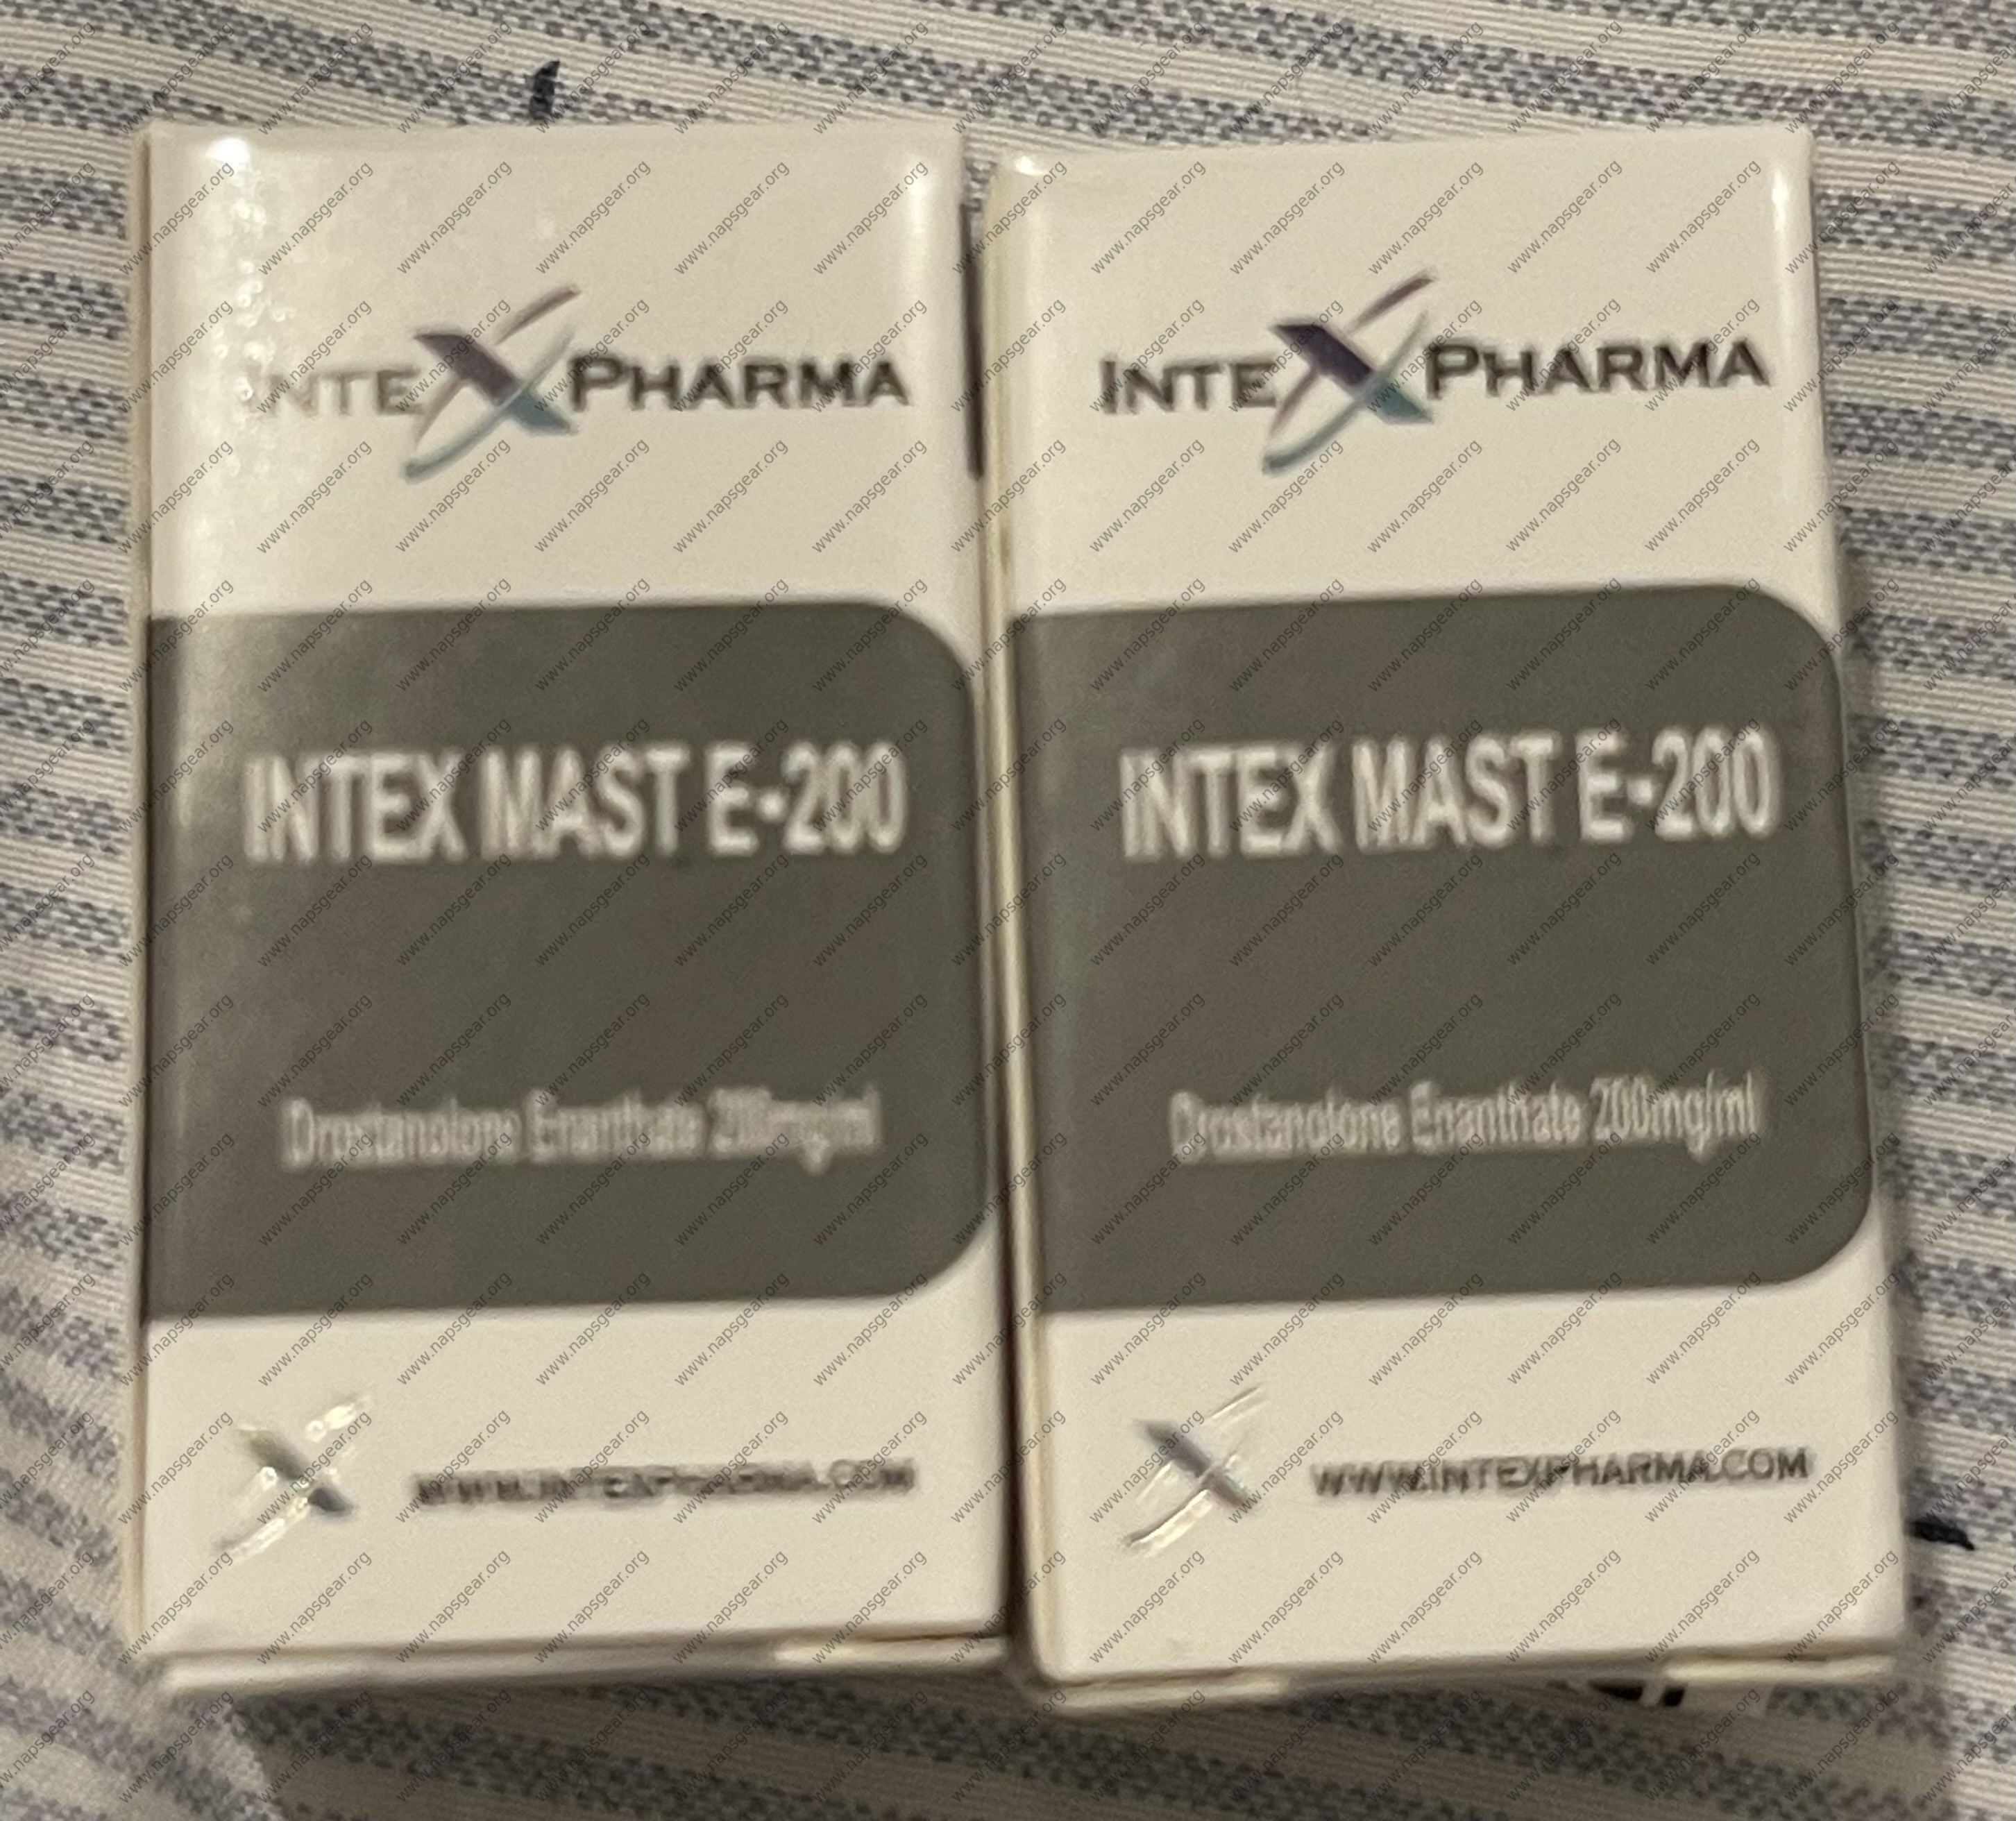 INTEXPHARMA
INTEX MAST E-200
Drostanolone Enanthate 200mg/ml
WWW.INTEXPHARMA.COM
INTEXPHARMA
INTEX MAST E-200
Drostanolone Enanthate 200mg/ml
WWW.INTEXPHARMA.COM
www.napsgear.org